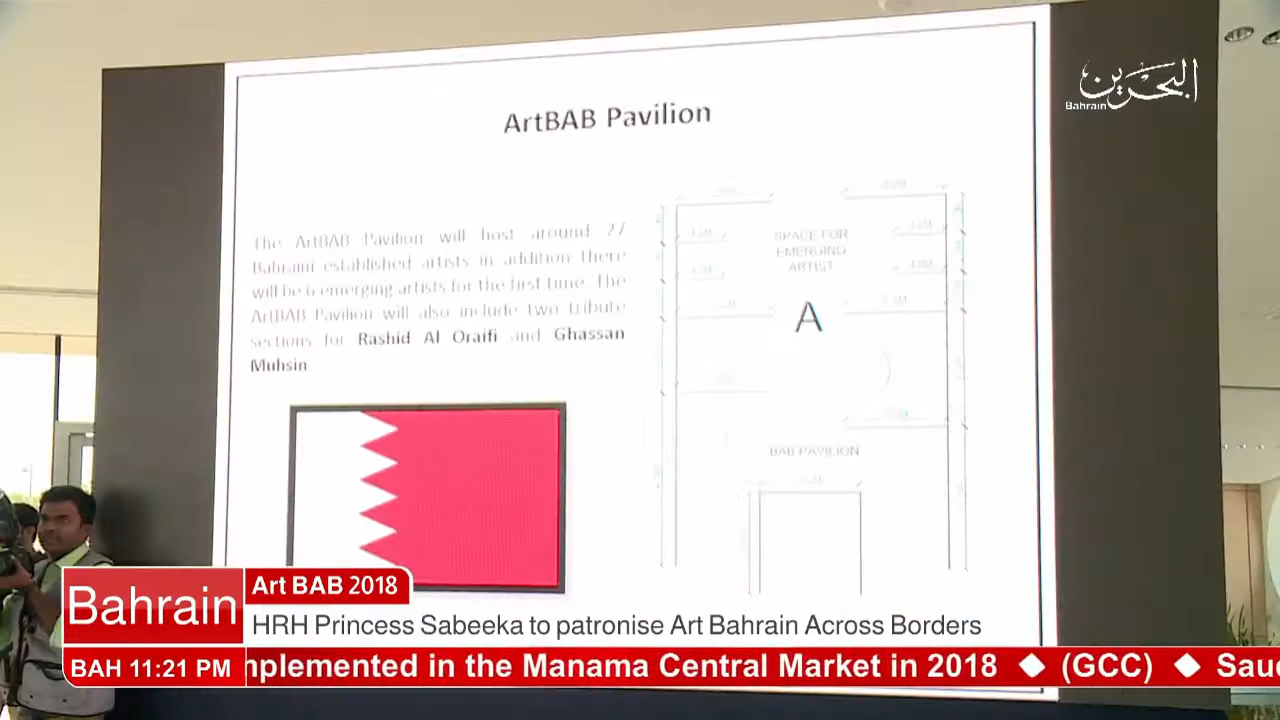 ArtBAB Pavilion
البحرين
Bahrain
The ArtBAB Pavilion will host around 27
Bahraini established artists in addition there
will be 6 emerging artists for the first time. The
ArtBAB Pavilion will also include two tribute
sections for Rashid Al Oraifi and Ghassan
Muhsin
SPACE FOR
EMERGING
ARTIST
A
BAB PAVILION
Bahrain
Art BAB 2018
HRH Princess Sabeeka to patronise Art Bahrain Across Borders
BAH 11:21 PM
mplemented in the Manama Central Market in 2018 ◆ (GCC) ◆ Saud